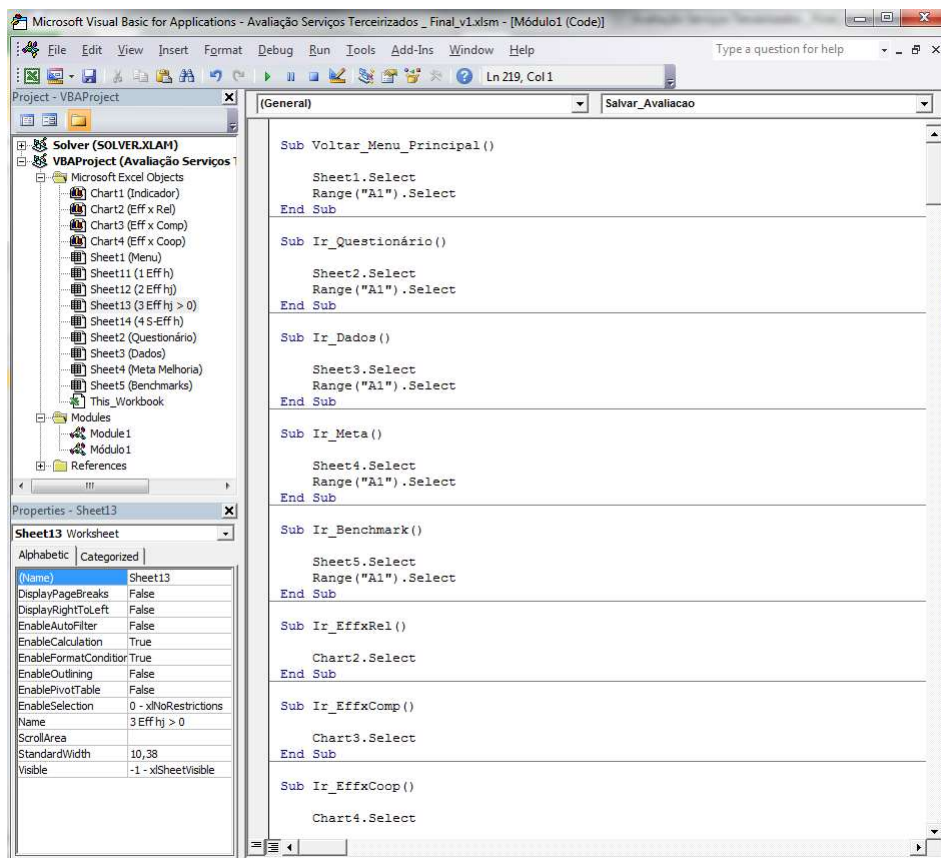 Microsoft Visual Basic for Applications - Avaliação Serviços Terceirizados _ Final_v1.xlsm - [Módulo1 (Code)]
File Edit View Insert Format Debug Run Tools Add-Ins Window Help
Type a question for help
Ln 219, Col 1
Project - VBAProject
Solver (SOLVER.XLAM)
VBAProject (Avaliação Serviços T
Microsoft Excel Objects
Chart1 (Indicador)
Chart2 (Eff x Rel)
Chart3 (Eff x Comp)
Chart4 (Eff x Coop)
Sheet1 (Menu)
Sheet11 (1 Eff h)
Sheet12 (2 Eff hj)
Sheet13 (3 Eff hj > 0)
Sheet14 (4 S-Eff h)
Sheet2 (Questionário)
Sheet3 (Dados)
Sheet4 (Meta Melhoria)
Sheet5 (Benchmarks)
This_Workbook
Modules
Module1
Módulo1
References
Properties - Sheet13
Sheet13 Worksheet
Alphabetic Categorized
(Name) Sheet13
DisplayPageBreaks False
DisplayRightToLeft False
EnableAutoFilter False
EnableCalculation True
EnableFormatCondition True
EnableOutlining False
EnablePivotTable False
EnableSelection 0 - xlNoRestrictions
Name 3 Eff hj > 0
ScrollArea
StandardWidth 10,38
Visible -1 - xlSheetVisible
(General) Salvar_Avaliacao
Sub Voltar_Menu_Principal()
Sheet1.Select
Range("A1").Select
End Sub
Sub Ir_Questionário()
Sheet2.Select
Range("A1").Select
End Sub
Sub Ir_Dados()
Sheet3.Select
Range("A1").Select
End Sub
Sub Ir_Meta()
Sheet4.Select
Range("A1").Select
End Sub
Sub Ir_Benchmark()
Sheet5.Select
Range("A1").Select
End Sub
Sub Ir_EffxRel()
Chart2.Select
End Sub
Sub Ir_EffxComp()
Chart3.Select
End Sub
Sub Ir_EffxCoop()
Chart4.Select